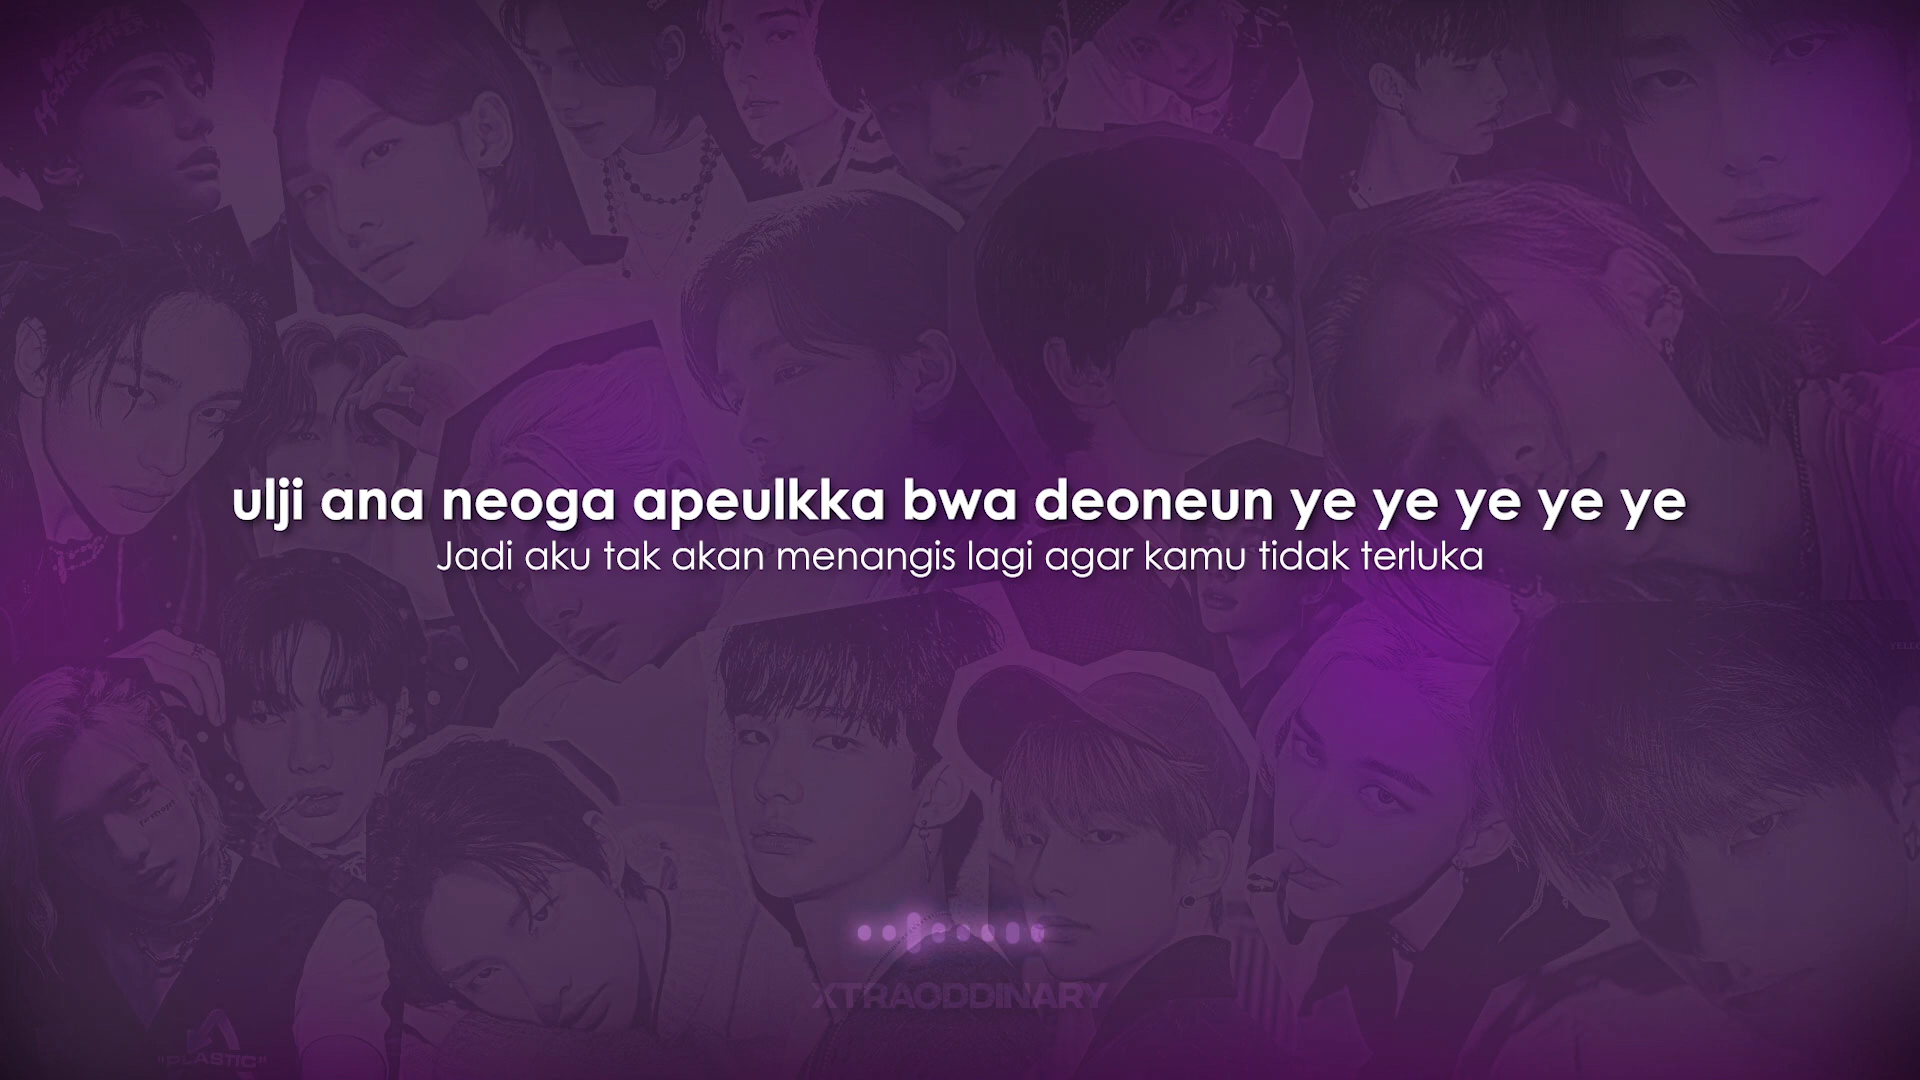 ulji ana neoga apeulkka bwa deoneun ye ye ye ye ye
Jadi aku tak akan menangis lagi agar kamu tidak terluka
XTRAODDINARY
"PLASTIC"